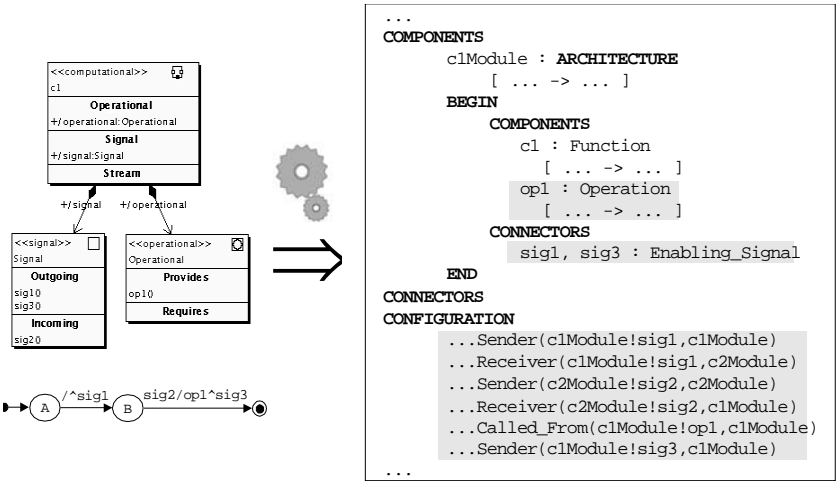 <<computational>>
c1
Operational
+/operational:Operational
Signal
+/signal:Signal
Stream
+/signal
+/operational
<<signal>>
Signal
Outgoing
sig1()
sig3()
Incoming
sig2()
<<operational>>
Operational
Provides
op1()
Requires
A
/^sig1
B
sig2/op1^sig3
...
COMPONENTS
c1Module : ARCHITECTURE
[ ... -> ... ]
BEGIN
COMPONENTS
c1 : Function
[ ... -> ... ]
op1 : Operation
[ ... -> ... ]
CONNECTORS
sig1, sig3 : Enabling_Signal
END
CONNECTORS
CONFIGURATION
...Sender(c1Module!sig1,c1Module)
...Receiver(c1Module!sig1,c2Module)
...Sender(c2Module!sig2,c2Module)
...Receiver(c2Module!sig2,c1Module)
...Called_From(c1Module!op1,c1Module)
...Sender(c1Module!sig3,c1Module)
...